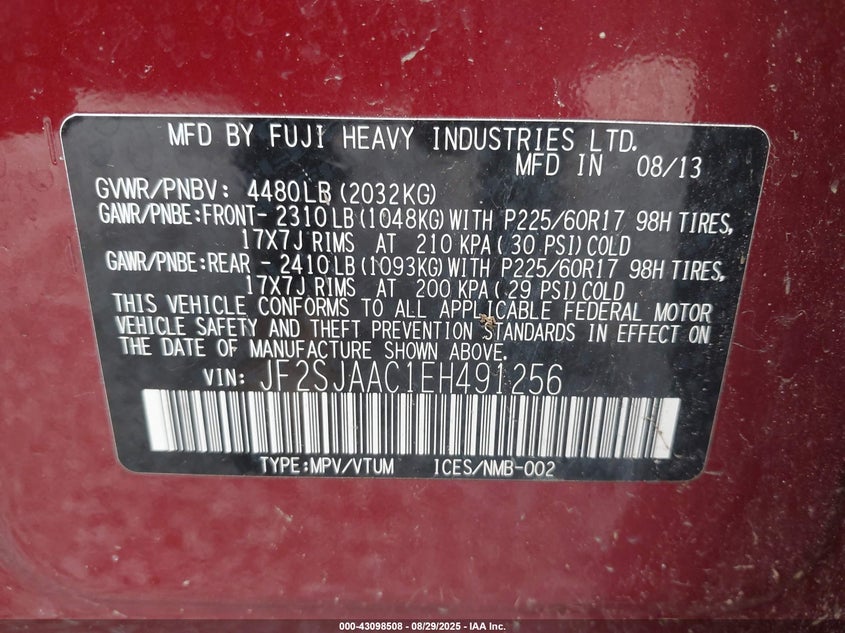 MFD BY FUJI HEAVY INDUSTRIES LTD.
MFD IN 08/13
GVWR/PNBV: 4480LB (2032KG)
GAWR/PNBE:FRONT- 2310LB(1048KG)WITH P225/60R17 98H TIRES,
17X7J RIMS AT 210 KPA(30 PSI)COLD
GAWR/PNBE:REAR - 2410LB(1093KG)WITH P225/60R17 98H TIRES,
17X7J RIMS AT 200 KPA(29 PSI)COLD
THIS VEHICLE CONFORMS TO ALL APPLICABLE FEDERAL MOTOR
VEHICLE SAFETY AND THEFT PREVENTION STANDARDS IN EFFECT ON
THE DATE OF MANUFACTURE SHOWN ABOVE.
VIN: JF2SJAAC1EH491256
TYPE:MPV/VTUM ICES/NMB-002
000-43098508 - 08/29/2025 - IAA Inc.